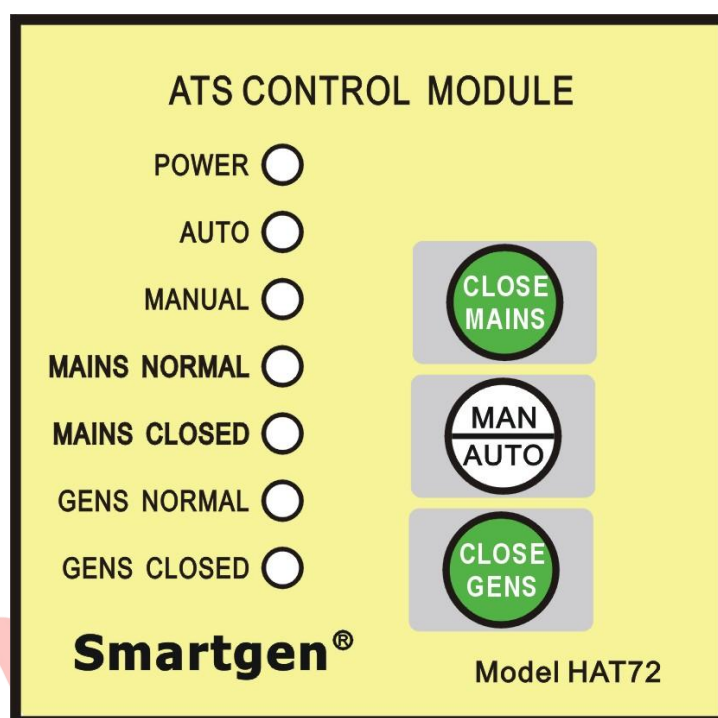 ATS CONTROL MODULE
POWER
AUTO
MANUAL
MAINS NORMAL
MAINS CLOSED
GENS NORMAL
GENS CLOSED
CLOSE
MAINS
MAN
AUTO
CLOSE
GENS
Smartgen®
Model HAT72